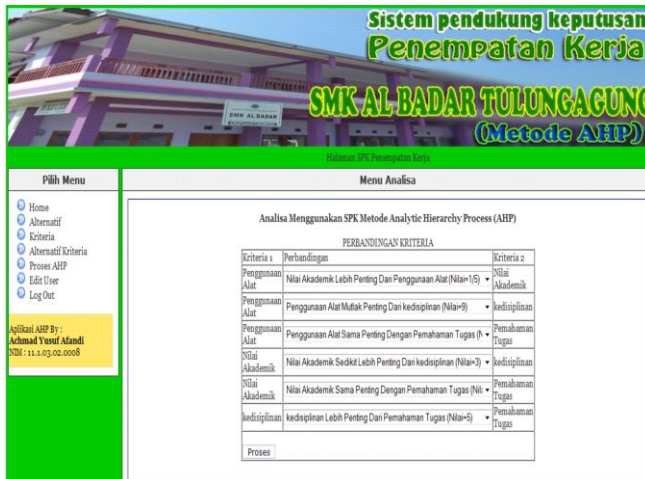 Sistem pendukung keputusan
Penempatan Kerja
SMK AL BADAR TULUNGAGUNG
(Metode AHP)
SMK AL BADAR
Halaman SPK Penempatan Kerja
Pilih Menu
Home
Alternatif
Kriteria
Alternatif Kriteria
Proses AHP
Edit User
Log Out
Aplikasi AHP By :
Achmad Yusuf Afandi
NIM : 11.1.03.02.0008
Menu Analisa
Analisa Menggunakan SPK Metode Analytic Hierarchy Process (AHP)
PERBANDINGAN KRITERIA
Kriteria 1 Perbandingan Kriteria 2
Penggunaan Alat Nilai Akademik Lebih Penting Dari Penggunaan Alat (Nilai=1/5) Nilai Akademik
Penggunaan Alat Penggunaan Alat Mutlak Penting Dari kedisiplinan (Nilai=9) kedisiplinan
Penggunaan Alat Penggunaan Alat Sama Penting Dengan Pemahaman Tugas (N Pemahaman Tugas
Nilai Akademik Nilai Akademik Sedikit Lebih Penting Dari kedisiplinan (Nilai=3) kedisiplinan
Nilai Akademik Nilai Akademik Sama Penting Dengan Pemahaman Tugas (Nil Pemahaman Tugas
kedisiplinan kedisiplinan Lebih Penting Dari Pemahaman Tugas (Nilai=5) Pemahaman Tugas
Proses